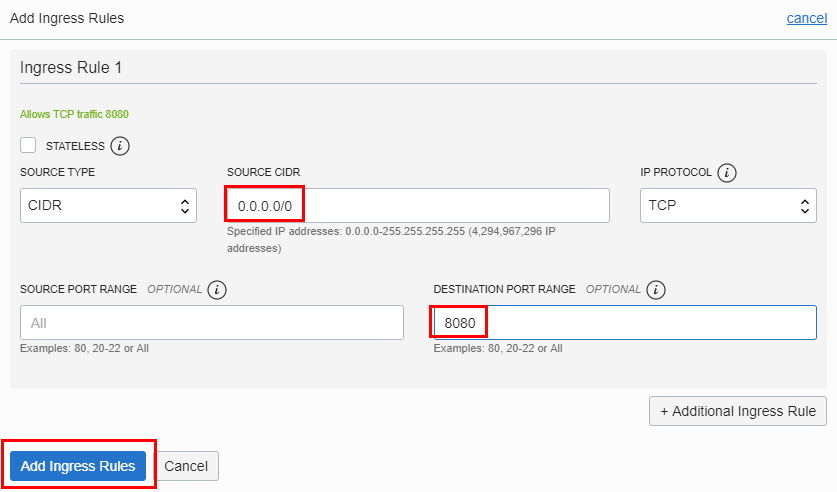 Add Ingress Rules cancel
Ingress Rule 1
Allows TCP traffic 8080
STATELESS i
SOURCE TYPE SOURCE CIDR IP PROTOCOL i
CIDR 0.0.0.0/0 TCP
Specified IP addresses: 0.0.0.0-255.255.255.255 (4,294,967,296 IP
addresses)
SOURCE PORT RANGE OPTIONAL i DESTINATION PORT RANGE OPTIONAL i
All 8080
Examples: 80, 20-22 or All Examples: 80, 20-22 or All
+ Additional Ingress Rule
Add Ingress Rules Cancel